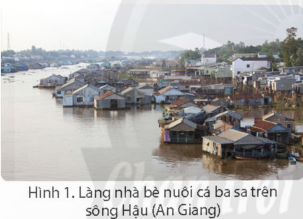 Hình 1. Làng nhà bè nuôi cá ba sa trên
sông Hậu (An Giang)